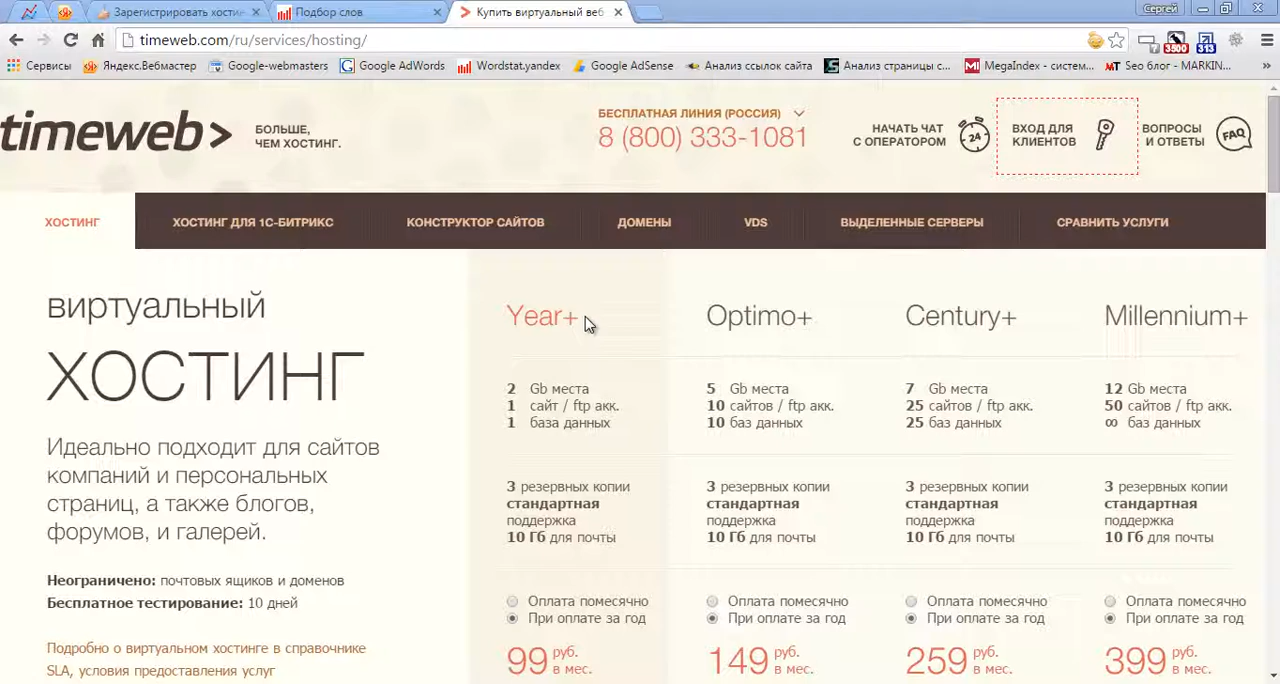 Зарегистрировать хости
Подбор слов
Купить виртуальный веб
Сергей
timeweb.com/ru/services/hosting/
3500
313
Сервисы
Яндекс.Вебмастер
Google-webmasters
Google AdWords
Wordstat.yandex
Google AdSense
Анализ ссылок сайта
Анализ страницы с...
MegaIndex - систем...
Seo блог - MARKIN...
timeweb>
БОЛЬШЕ,
ЧЕМ ХОСТИНГ.
БЕСПЛАТНАЯ ЛИНИЯ (РОССИЯ)
8 (800) 333-1081
НАЧАТЬ ЧАТ
С ОПЕРАТОРОМ
24
ВХОД ДЛЯ
КЛИЕНТОВ
ВОПРОСЫ
И ОТВЕТЫ
FAQ
ХОСТИНГ
ХОСТИНГ ДЛЯ 1С-БИТРИКС
КОНСТРУКТОР САЙТОВ
ДОМЕНЫ
VDS
ВЫДЕЛЕННЫЕ СЕРВЕРЫ
СРАВНИТЬ УСЛУГИ
виртуальный
ХОСТИНГ
Идеально подходит для сайтов
компаний и персональных
страниц, а также блогов,
форумов, и галерей.
Неограничено: почтовых ящиков и доменов
Бесплатное тестирование: 10 дней
Подробно о виртуальном хостинге в справочнике
SLA, условия предоставления услуг
Year+
2 Gb места
1 сайт / ftp акк.
1 база данных
3 резервных копии
стандартная
поддержка
10 Гб для почты
Оплата помесячно
При оплате за год
99 руб.
в мес.
Optimo+
5 Gb места
10 сайтов / ftp акк.
10 баз данных
3 резервных копии
стандартная
поддержка
10 Гб для почты
Оплата помесячно
При оплате за год
149 руб.
в мес.
Century+
7 Gb места
25 сайтов / ftp акк.
25 баз данных
3 резервных копии
стандартная
поддержка
10 Гб для почты
Оплата помесячно
При оплате за год
259 руб.
в мес.
Millennium+
12 Gb места
50 сайтов / ftp акк.
∞ баз данных
3 резервных копии
стандартная
поддержка
10 Гб для почты
Оплата помесячно
При оплате за год
399 руб.
в мес.